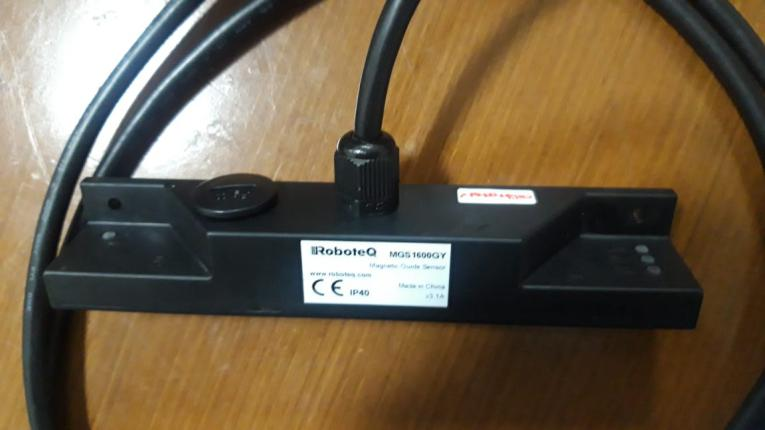 RoboteQ MGS1600GY
Magnetic Guide Sensor
www.roboteq.com
Made in China
CE IP40
v3.1A